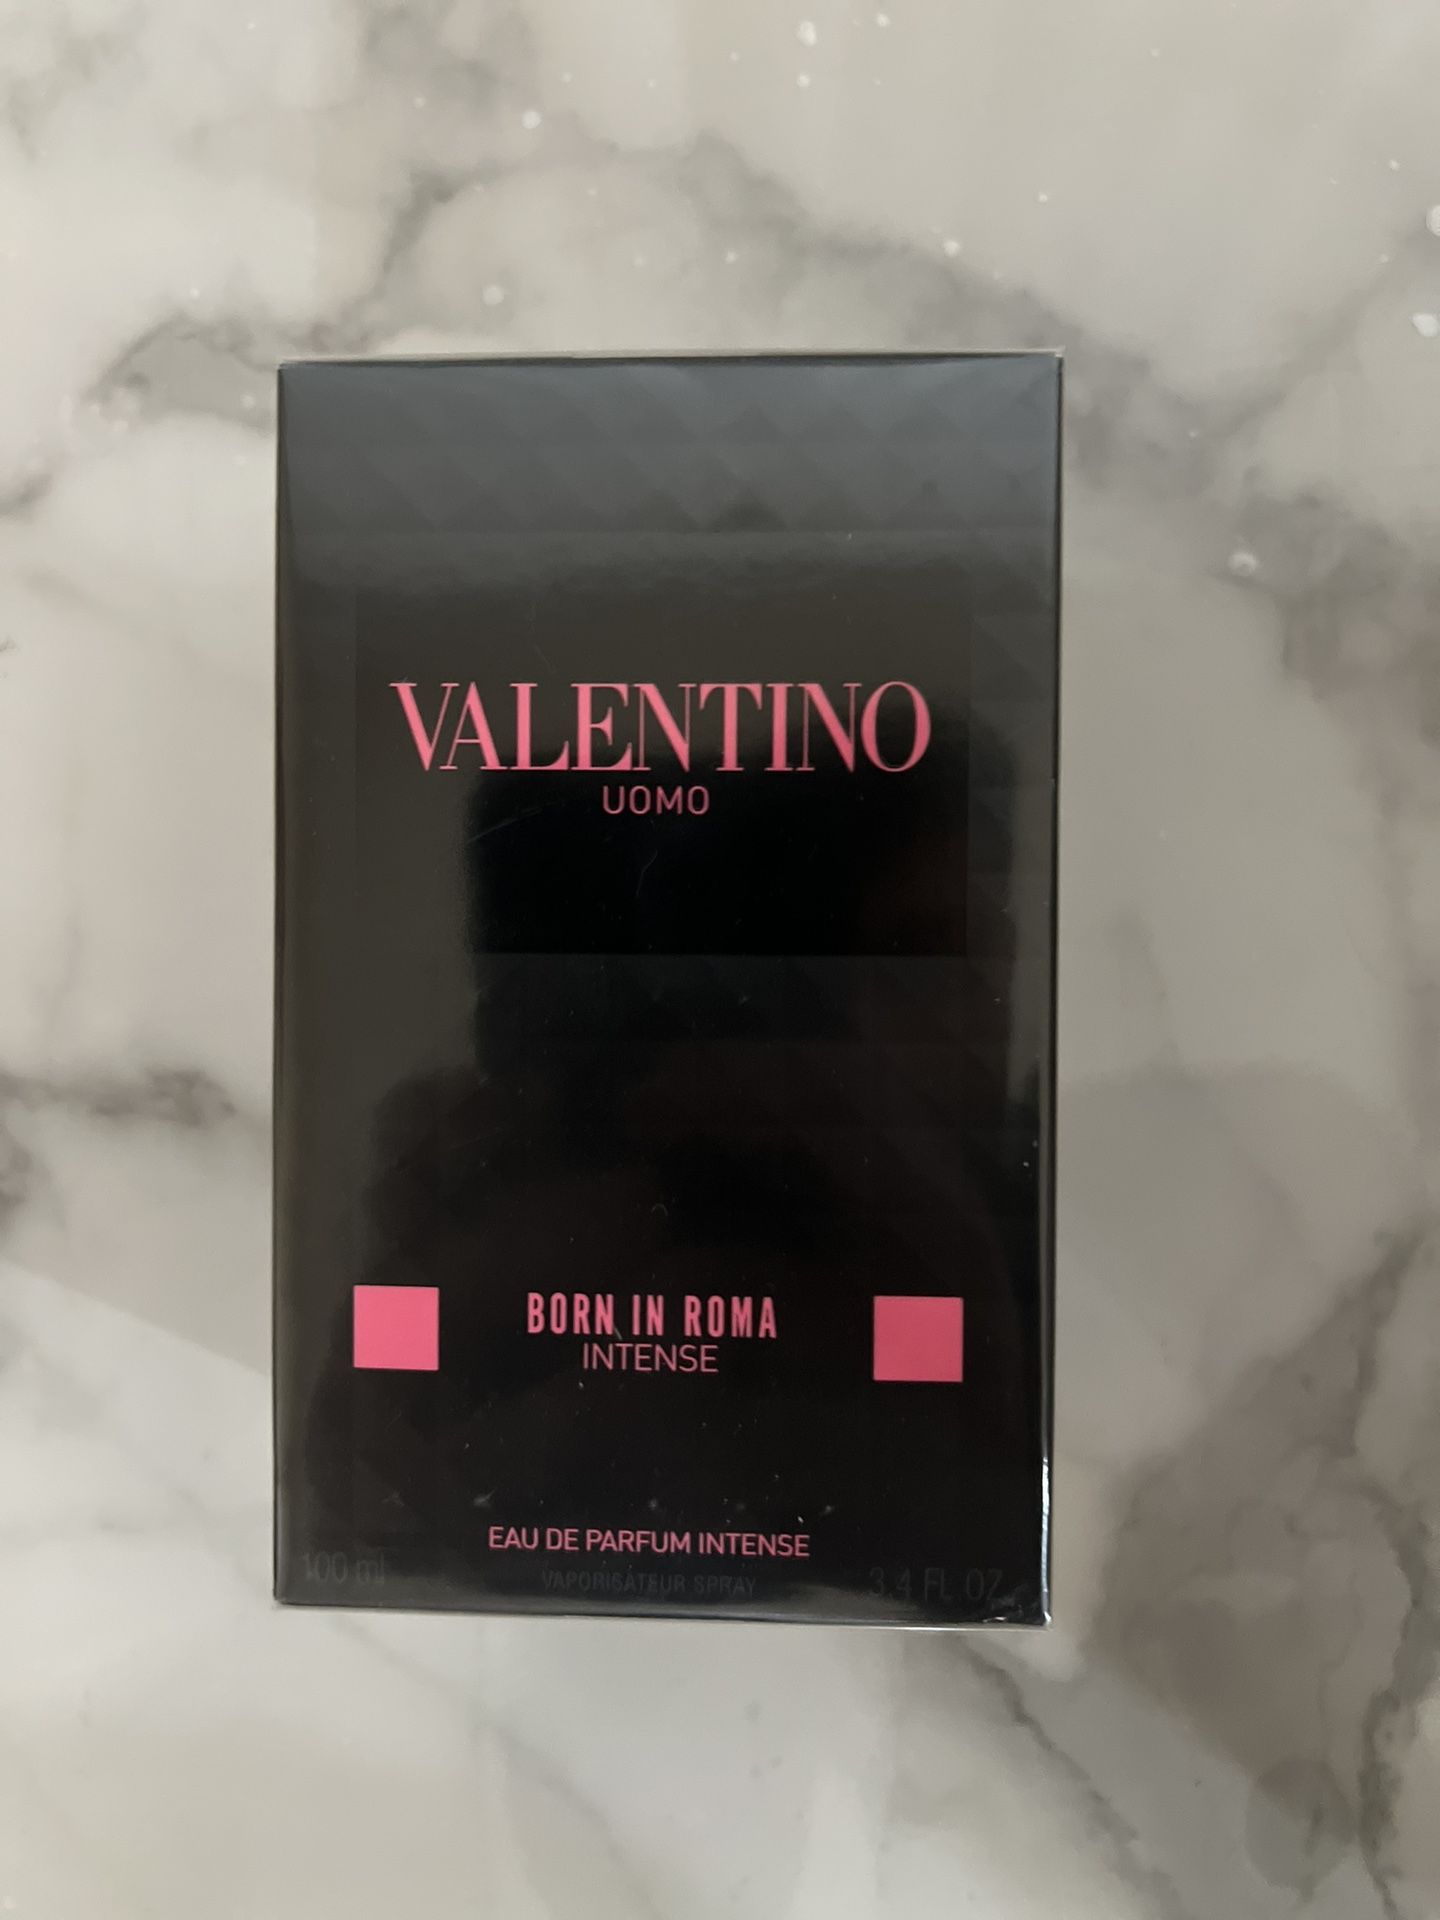 VALENTINO
UOMO
BORN IN ROMA
INTENSE
EAU DE PARFUM INTENSE
100 ml VAPORISATEUR SPRAY 3.4 FL OZ